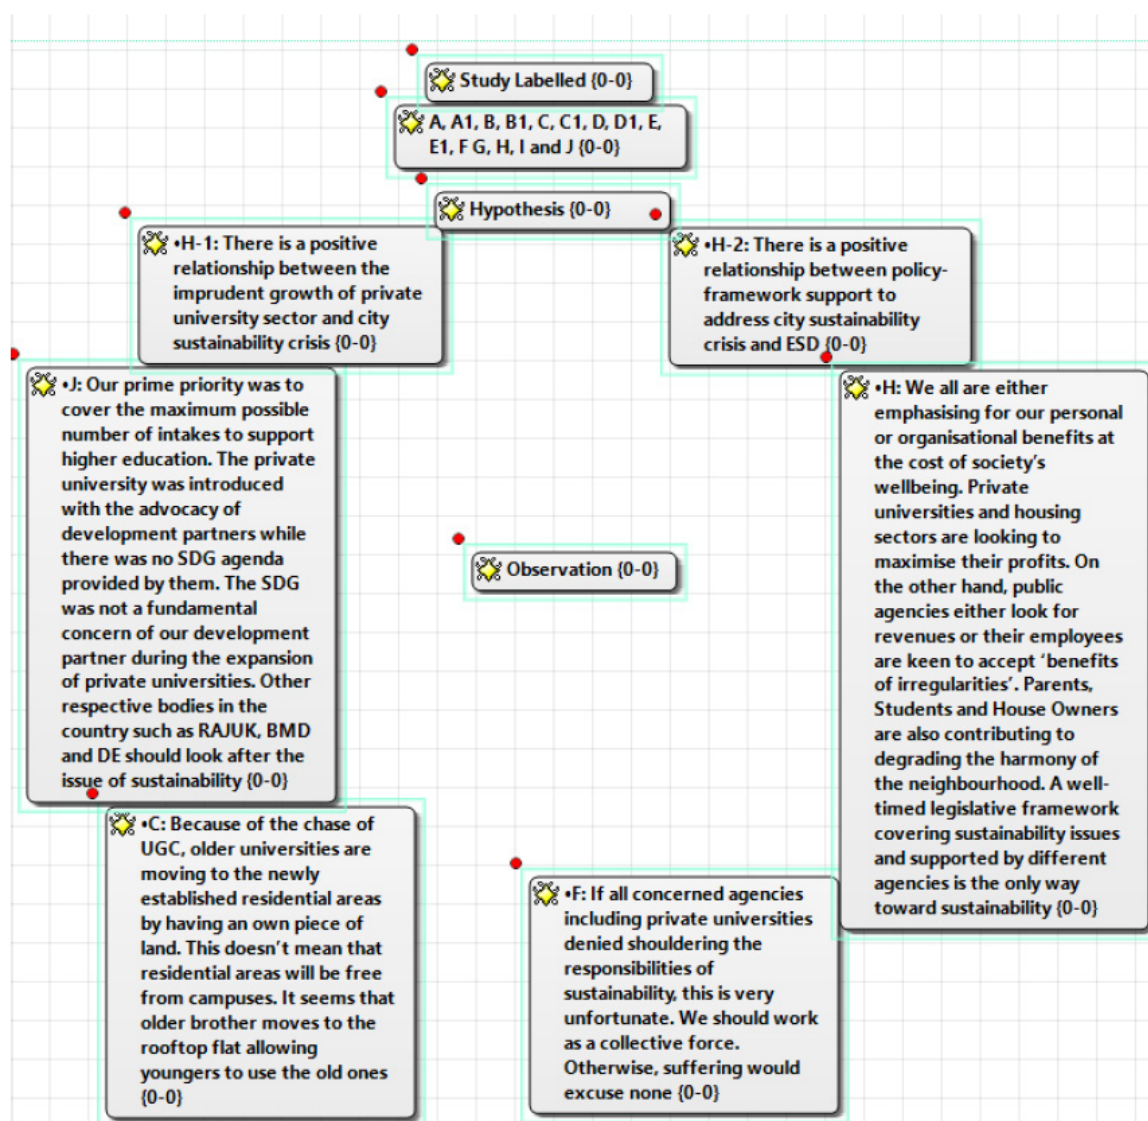 Study Labelled {0-0}
A, A1, B, B1, C, C1, D, D1, E,
E1, F G, H, I and J {0-0}
Hypothesis {0-0}
•H-1: There is a positive
relationship between the
imprudent growth of private
university sector and city
sustainability crisis {0-0}
•H-2: There is a positive
relationship between policy-
framework support to
address city sustainability
crisis and ESD {0-0}
•J: Our prime priority was to
cover the maximum possible
number of intakes to support
higher education. The private
university was introduced
with the advocacy of
development partners while
there was no SDG agenda
provided by them. The SDG
was not a fundamental
concern of our development
partner during the expansion
of private universities. Other
respective bodies in the
country such as RAJUK, BMD
and DE should look after the
issue of sustainability {0-0}
•H: We all are either
emphasising for our personal
or organisational benefits at
the cost of society’s
wellbeing. Private
universities and housing
sectors are looking to
maximise their profits. On
the other hand, public
agencies either look for
revenues or their employees
are keen to accept ‘benefits
of irregularities’. Parents,
Students and House Owners
are also contributing to
degrading the harmony of
the neighbourhood. A well-
timed legislative framework
covering sustainability issues
and supported by different
agencies is the only way
toward sustainability {0-0}
Observation {0-0}
•C: Because of the chase of
UGC, older universities are
moving to the newly
established residential areas
by having an own piece of
land. This doesn’t mean that
residential areas will be free
from campuses. It seems that
older brother moves to the
rooftop flat allowing
youngers to use the old ones
{0-0}
•F: If all concerned agencies
including private universities
denied shouldering the
responsibilities of
sustainability, this is very
unfortunate. We should work
as a collective force.
Otherwise, suffering would
excuse none {0-0}